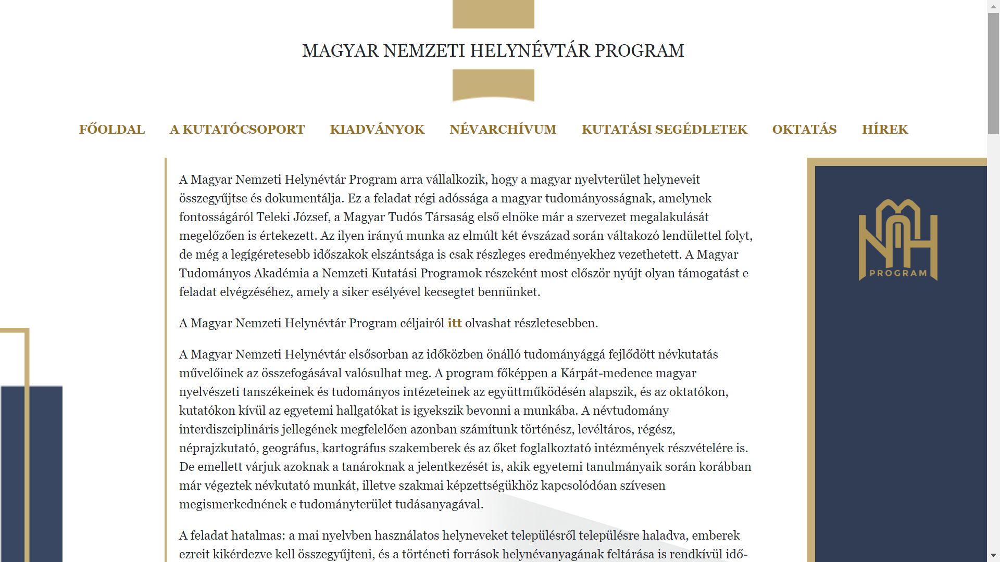 MAGYAR NEMZETI HELYNÉVTÁR PROGRAM
FŐOLDAL A KUTATÓCSOPORT KIADVÁNYOK NÉVARCHÍVUM KUTATÁSI SEGÉDLETEK OKTATÁS HÍREK
A Magyar Nemzeti Helynévtár Program arra vállalkozik, hogy a magyar nyelvterület helyneveit
összegyűjtse és dokumentálja. Ez a feladat régi adóssága a magyar tudományosságnak, amelynek
fontosságáról Teleki József, a Magyar Tudós Társaság első elnöke már a szervezet megalakulását
megelőzően is értekezett. Az ilyen irányú munka az elmúlt két évszázad során váltakozó lendülettel folyt,
de még a legígéretesebb időszakok elszántsága is csak részleges eredményekhez vezethetett. A Magyar
Tudományos Akadémia a Nemzeti Kutatási Programok részeként most először nyújt olyan támogatást e
feladat elvégzéséhez, amely a siker esélyével kecsegtet bennünket.
A Magyar Nemzeti Helynévtár Program céljairól itt olvashat részletesebben.
A Magyar Nemzeti Helynévtár elsősorban az időközben önálló tudományággá fejlődött névkutatás
művelőinek az összefogásával valósulhat meg. A program főképpen a Kárpát-medence magyar
nyelvészeti tanszékeinek és tudományos intézeteinek az együttműködésén alapszik, és az oktatókon,
kutatókon kívül az egyetemi hallgatókat is igyekszik bevonni a munkába. A névtudomány
interdiszciplináris jellegének megfelelően azonban számítunk történész, levéltáros, régész,
néprajzkutató, geográfus, kartográfus szakemberek és az őket foglalkoztató intézmények részvételére is.
De emellett várjuk azoknak a tanároknak a jelentkezését is, akik egyetemi tanulmányaik során korábban
már végeztek névkutató munkát, illetve szakmai képzettségükhöz kapcsolódóan szívesen
megismerkednének e tudományterület tudásanyagával.
A feladat hatalmas: a mai nyelvben használatos helyneveket településről településre haladva, emberek
ezreit kikérdezve kell összegyűjteni, és a történeti források helynévanyagának feltárása is rendkívül idő-
MNH
PROGRAM